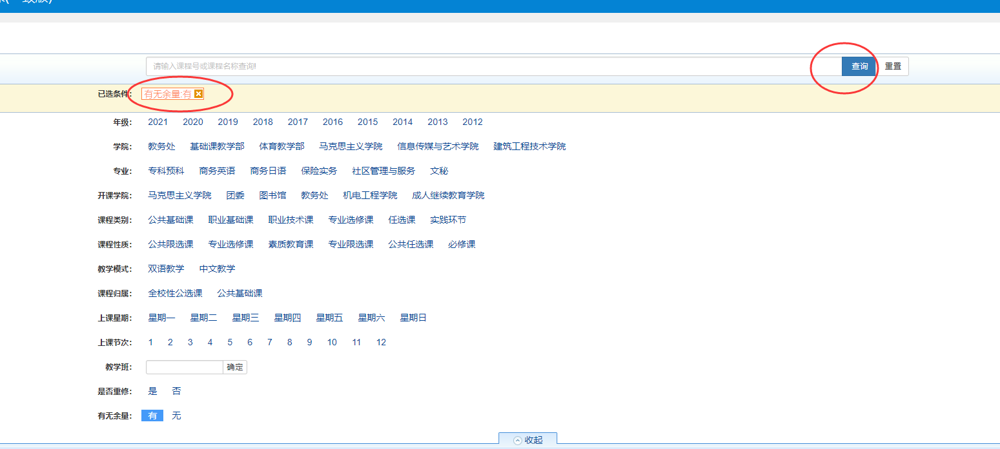 请输入课程号或课程名称查询! 查询 重置
已选条件: 有无余量:有
年级: 2021 2020 2019 2018 2017 2016 2015 2014 2013 2012
学院: 教务处 基础课教学部 体育教学部 马克思主义学院 信息传媒与艺术学院 建筑工程技术学院
专业: 专科预科 商务英语 商务日语 保险实务 社区管理与服务 文秘
开课学院: 马克思主义学院 团委 图书馆 教务处 机电工程学院 成人继续教育学院
课程类别: 公共基础课 职业基础课 职业技术课 专业选修课 任选课 实践环节
课程性质: 公共限选课 专业选修课 素质教育课 专业限选课 公共任选课 必修课
教学模式: 双语教学 中文教学
课程归属: 全校性公选课 公共基础课
上课星期: 星期一 星期二 星期三 星期四 星期五 星期六 星期日
上课节次: 1 2 3 4 5 6 7 8 9 10 11 12
教学班: 确定
是否重修: 是 否
有无余量: 有 无
收起